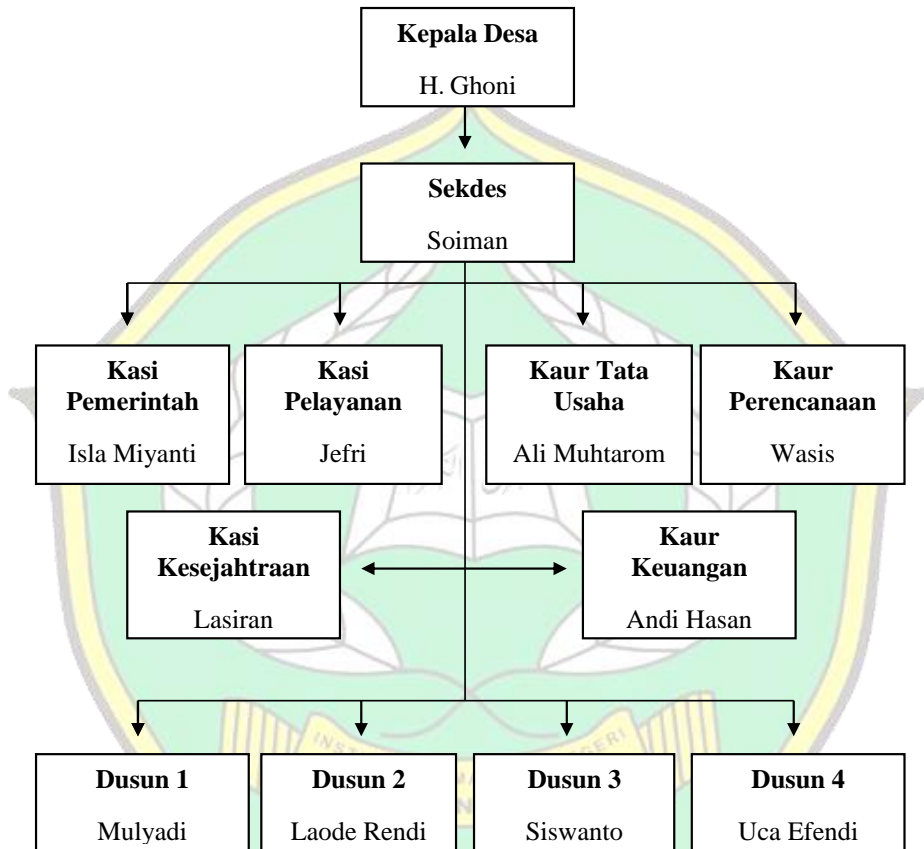 Kepala Desa
H. Ghoni
Sekdes
Soiman
Kasi
Pemerintah
Isla Miyanti
Kasi
Pelayanan
Jefri
Kaur Tata
Usaha
Ali Muhtarom
Kaur
Perencanaan
Wasis
Kasi
Kesejahtraan
Lasiran
Kaur
Keuangan
Andi Hasan
Dusun 1
Mulyadi
Dusun 2
Laode Rendi
Dusun 3
Siswanto
Dusun 4
Uca Efendi